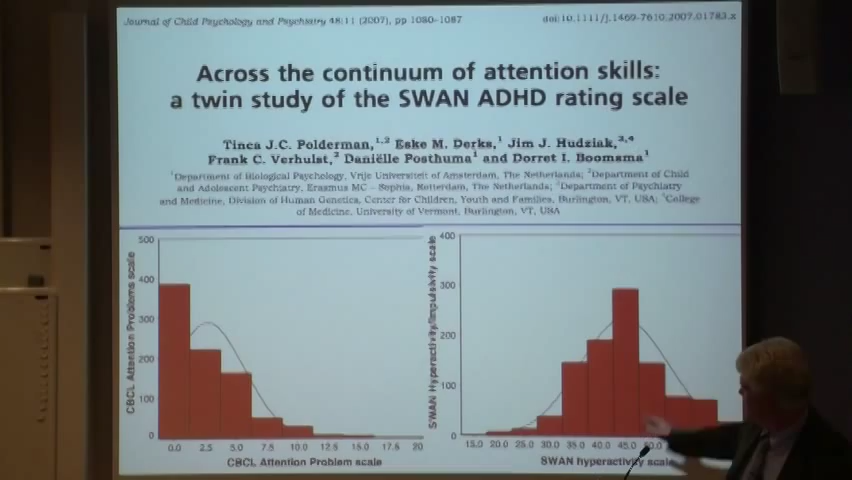 Journal of Child Psychology and Psychiatry 48:11 (2007), pp 1080–1087
doi:10.1111/j.1469-7610.2007.01783.x
Across the continuum of attention skills:
a twin study of the SWAN ADHD rating scale
Tinca J.C. Polderman,1,2 Eske M. Derks,1 Jim J. Hudziak,3,4
Frank C. Verhulst,2 Daniëlle Posthuma1 and Dorret I. Boomsma1
1Department of Biological Psychology, Vrije Universiteit of Amsterdam, The Netherlands; 2Department of Child
and Adolescent Psychiatry, Erasmus MC – Sophia, Rotterdam, The Netherlands; 3Department of Psychiatry
and Medicine, Division of Human Genetics, Center for Children, Youth and Families, Burlington, VT, USA; 4College
of Medicine, University of Vermont, Burlington, VT, USA
CBCL Attention Problems scale
500
400
300
200
100
0
0.0 2.5 5.0 7.5 10.0 12.5 15.0 17.5 20
CBCL Attention Problem scale
SWAN Hyperactivity/Impulsivity scale
400
300
200
100
0
15.0 20.0 25.0 30.0 35.0 40.0 45.0 50.0
SWAN hyperactivity scale